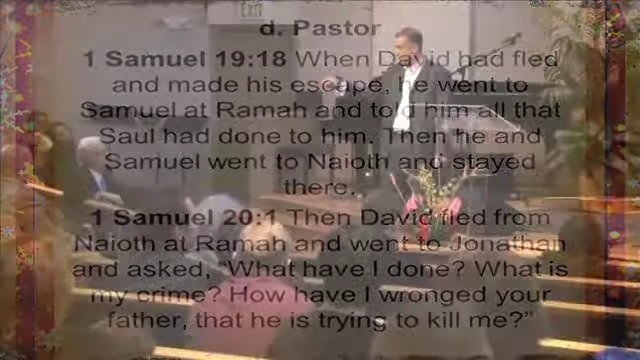 EXIT
d. Pastor
1 Samuel 19:18 When David had fled
and made his escape, he went to
Samuel at Ramah and told him all that
Saul had done to him. Then he and
Samuel went to Naioth and stayed
there.
1 Samuel 20:1 Then David fled from
Naioth at Ramah and went to Jonathan
and asked, "What have I done? What is
my crime? How have I wronged your
father, that he is trying to kill me?"